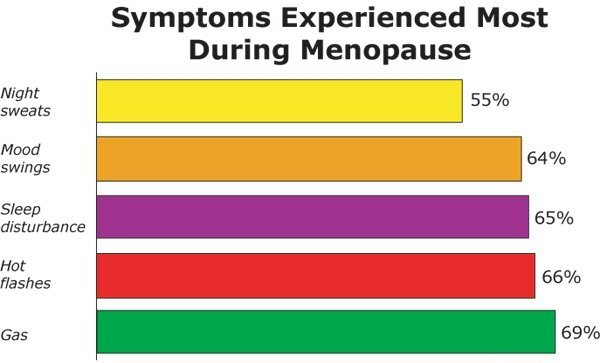 Symptoms Experienced Most
During Menopause
Night
sweats
55%
Mood
swings
64%
Sleep
disturbance
65%
Hot
flashes
66%
Gas
69%